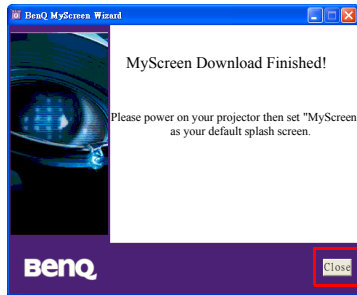 BenQ MyScreen Wizard
MyScreen Download Finished!
Please power on your projector then set "MyScreen
as your default splash screen.
BenQ
Close